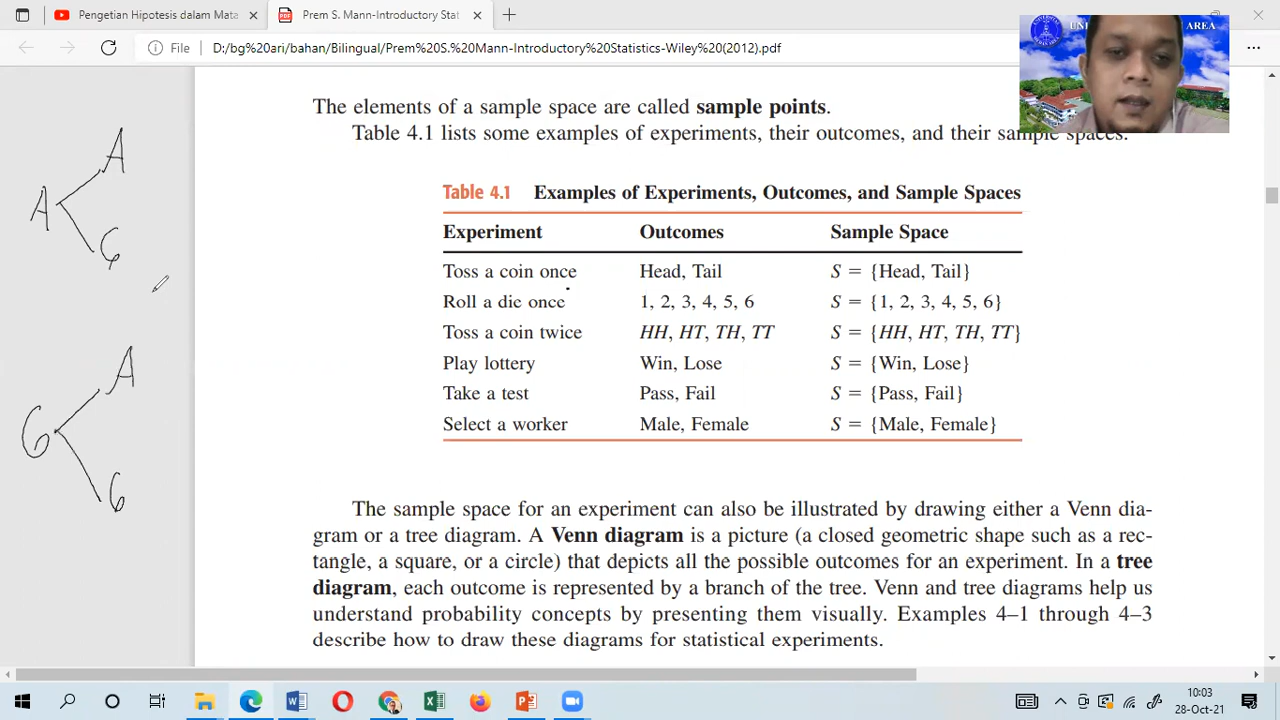 Pengetian Hipotesis dalam Mata
Prem S. Mann-Introductory Stat
File
D:/bg%20ari/bahan/Bilingual/Prem%20S.%20Mann-Introductory%20Statistics-Wiley%20(2012).pdf
AREA
The elements of a sample space are called sample points.
Table 4.1 lists some examples of experiments, their outcomes, and their sample spaces.
Table 4.1 Examples of Experiments, Outcomes, and Sample Spaces
Experiment Outcomes Sample Space
Toss a coin once Head, Tail S = {Head, Tail}
Roll a die once 1, 2, 3, 4, 5, 6 S = {1, 2, 3, 4, 5, 6}
Toss a coin twice HH, HT, TH, TT S = {HH, HT, TH, TT}
Play lottery Win, Lose S = {Win, Lose}
Take a test Pass, Fail S = {Pass, Fail}
Select a worker Male, Female S = {Male, Female}
The sample space for an experiment can also be illustrated by drawing either a Venn dia-
gram or a tree diagram. A Venn diagram is a picture (a closed geometric shape such as a rec-
tangle, a square, or a circle) that depicts all the possible outcomes for an experiment. In a tree
diagram, each outcome is represented by a branch of the tree. Venn and tree diagrams help us
understand probability concepts by presenting them visually. Examples 4–1 through 4–3
describe how to draw these diagrams for statistical experiments.
A
A
G
A
G
G
10:03
28-Oct-21